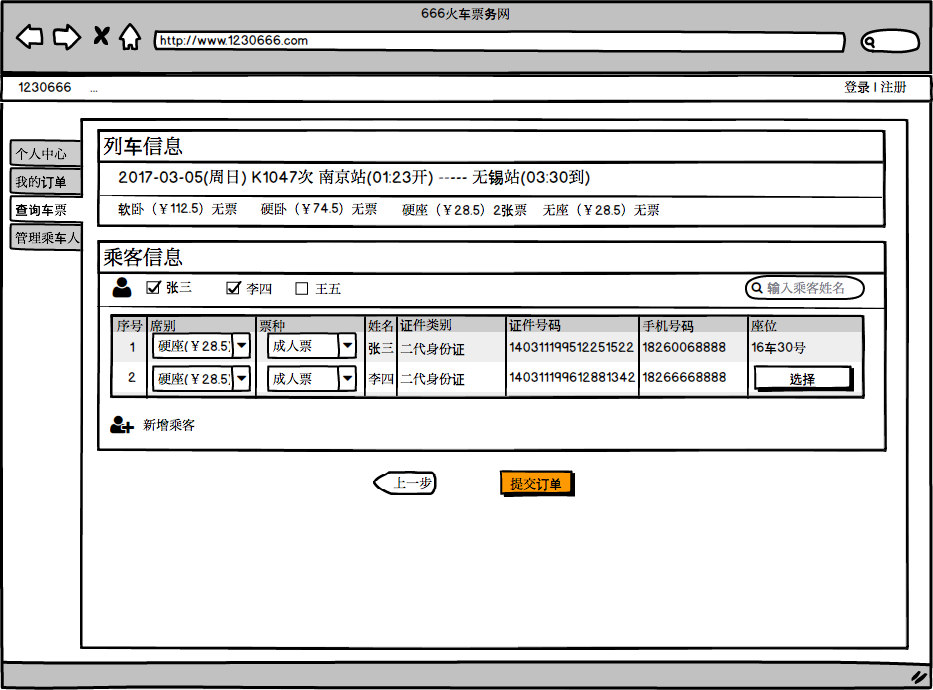 666火车票务网
http://www.1230666.com
1230666 ... 登录 | 注册
个人中心
我的订单
查询车票
管理乘车人
列车信息
2017-03-05(周日) K1047次 南京站(01:23开) ----- 无锡站(03:30到)
软卧（￥112.5）无票 硬卧（￥74.5）无票 硬座（￥28.5）2张票 无座（￥28.5）无票
乘客信息
张三 李四 王五 输入乘客姓名
序号 席别 票种 姓名 证件类别 证件号码 手机号码 座位
1 硬座(￥28.5) 成人票 张三 二代身份证 140311199512251522 18260068888 16车30号
2 硬座(￥28.5) 成人票 李四 二代身份证 140311199612881342 18266668888 选择
新增乘客
上一步 提交订单